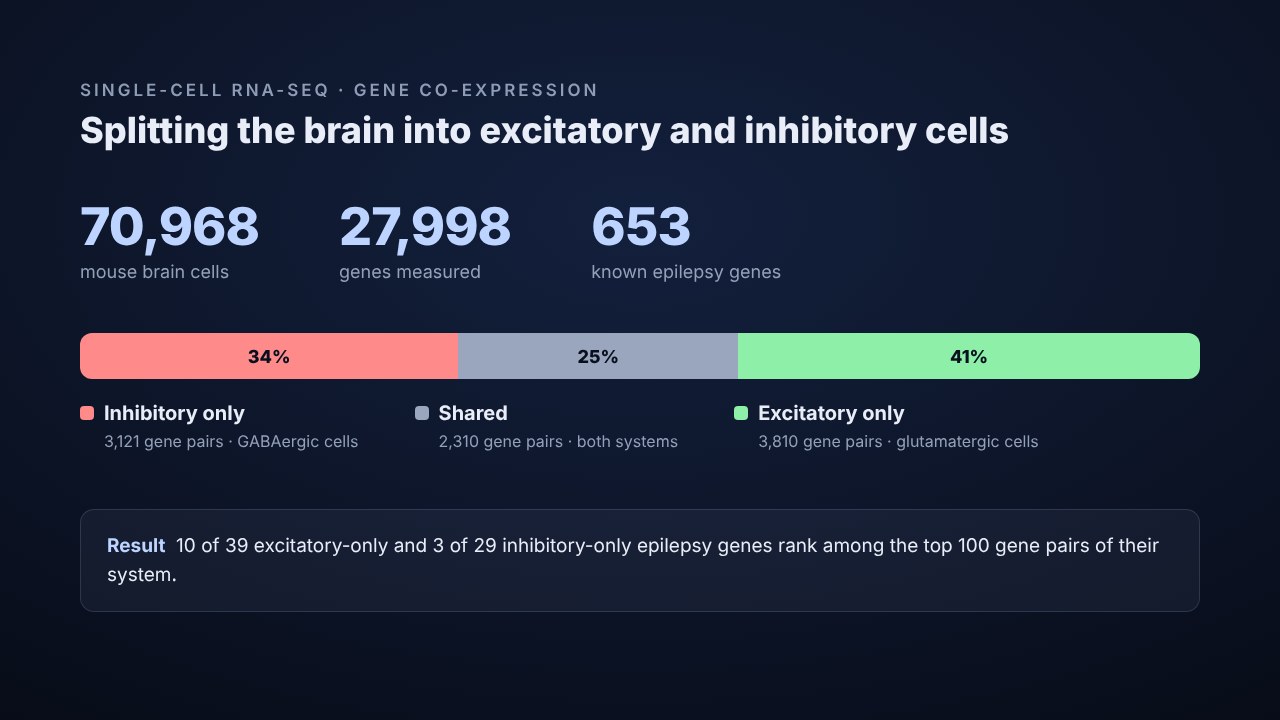 SINGLE-CELL RNA-SEQ · GENE CO-EXPRESSION
Splitting the brain into excitatory and inhibitory cells
70,968 27,998 653
mouse brain cells genes measured known epilepsy genes
34% 25% 41%
Inhibitory only Shared Excitatory only
3,121 gene pairs · GABAergic cells 2,310 gene pairs · both systems 3,810 gene pairs · glutamatergic cells
Result 10 of 39 excitatory-only and 3 of 29 inhibitory-only epilepsy genes rank among the top 100 gene pairs of their
system.